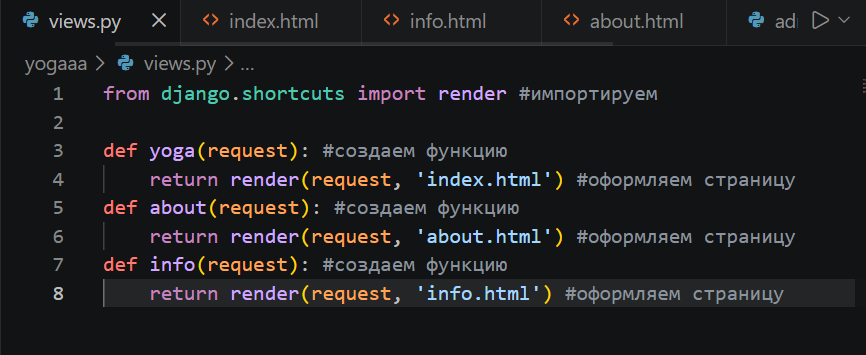 views.py index.html info.html about.html ad
yogaaa > views.py > ...
1 from django.shortcuts import render #импортируем
2
3 def yoga(request): #создаем функцию
4 return render(request, 'index.html') #оформляем страницу
5 def about(request): #создаем функцию
6 return render(request, 'about.html') #оформляем страницу
7 def info(request): #создаем функцию
8 return render(request, 'info.html') #оформляем страницу